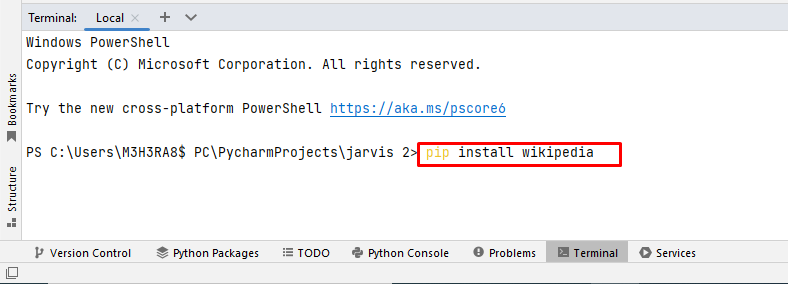 Terminal: Local
Windows PowerShell
Copyright (C) Microsoft Corporation. All rights reserved.
Try the new cross-platform PowerShell https://aka.ms/pscore6
PS C:\Users\M3H3RA8$ PC\PycharmProjects\jarvis 2> pip install wikipedia
Bookmarks
Structure
Version Control Python Packages TODO Python Console Problems Terminal Services